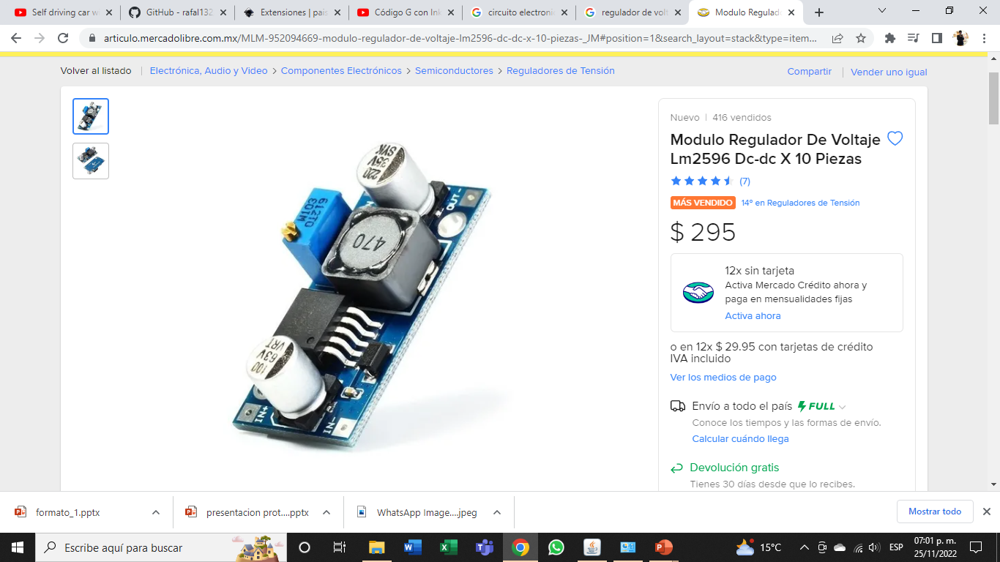 Self driving car w
GitHub - rafal132
Extensiones | pais
Código G con Ink
circuito electroni
regulador de volt
Modulo Regulad
articulo.mercadolibre.com.mx/MLM-952094669-modulo-regulador-de-voltaje-lm2596-dc-dc-x-10-piezas-_JM#position=1&search_layout=stack&type=item...
Volver al listado | Electrónica, Audio y Video > Componentes Electrónicos > Semiconductores > Reguladores de Tensión
Compartir | Vender uno igual
Nuevo | 416 vendidos
Modulo Regulador De Voltaje
Lm2596 Dc-dc X 10 Piezas
(7)
MÁS VENDIDO 14º en Reguladores de Tensión
$ 295
12x sin tarjeta
Activa Mercado Crédito ahora y
paga en mensualidades fijas
Activa ahora
o en 12x $ 29.95 con tarjetas de crédito
IVA incluido
Ver los medios de pago
Envío a todo el país FULL
Conoce los tiempos y las formas de envío.
Calcular cuándo llega
Devolución gratis
Tienes 30 días desde que lo recibes.
220
35V
SYK
OUT-
470
100
63V
VRT
IN+
IN-
formato_1.pptx
presentacion prot....pptx
WhatsApp Image....jpeg
Mostrar todo
Escribe aquí para buscar
15°C
ESP
07:01 p. m.
25/11/2022